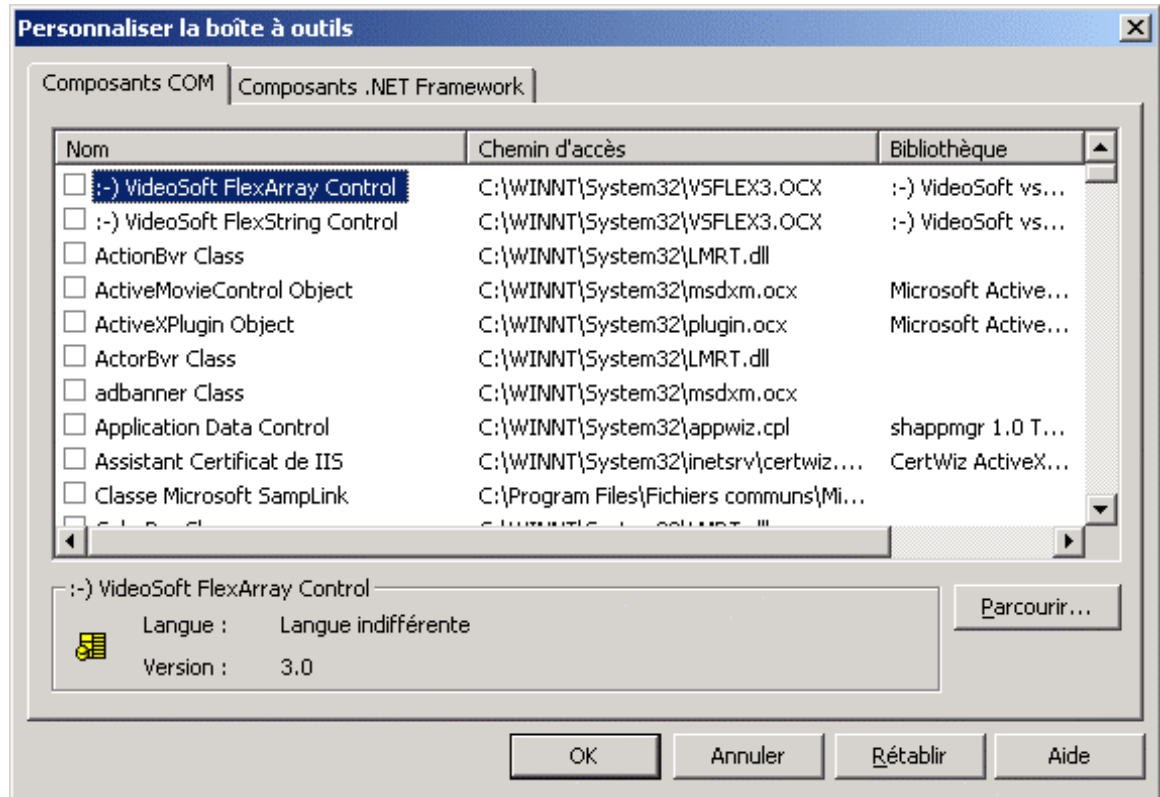 Personnaliser la boîte à outils
Composants COM Composants .NET Framework
Nom Chemin d'accès Bibliothèque
:-) VideoSoft FlexArray Control C:\WINNT\System32\VSFLEX3.OCX :-) VideoSoft vs...
:-) VideoSoft FlexString Control C:\WINNT\System32\VSFLEX3.OCX :-) VideoSoft vs...
ActionBvr Class C:\WINNT\System32\LMRT.dll
ActiveMovieControl Object C:\WINNT\System32\msdxm.ocx Microsoft Active...
ActiveXPlugin Object C:\WINNT\System32\plugin.ocx Microsoft Active...
ActorBvr Class C:\WINNT\System32\LMRT.dll
adbanner Class C:\WINNT\System32\msdxm.ocx
Application Data Control C:\WINNT\System32\appwiz.cpl shappmgr 1.0 T...
Assistant Certificat de IIS C:\WINNT\System32\inetsrv\certwiz.... CertWiz ActiveX...
Classe Microsoft SampLink C:\Program Files\Fichiers communs\Mi...
:-) VideoSoft FlexArray Control
Parcourir...
Langue : Langue indifférente
Version : 3.0
OK Annuler Rétablir Aide